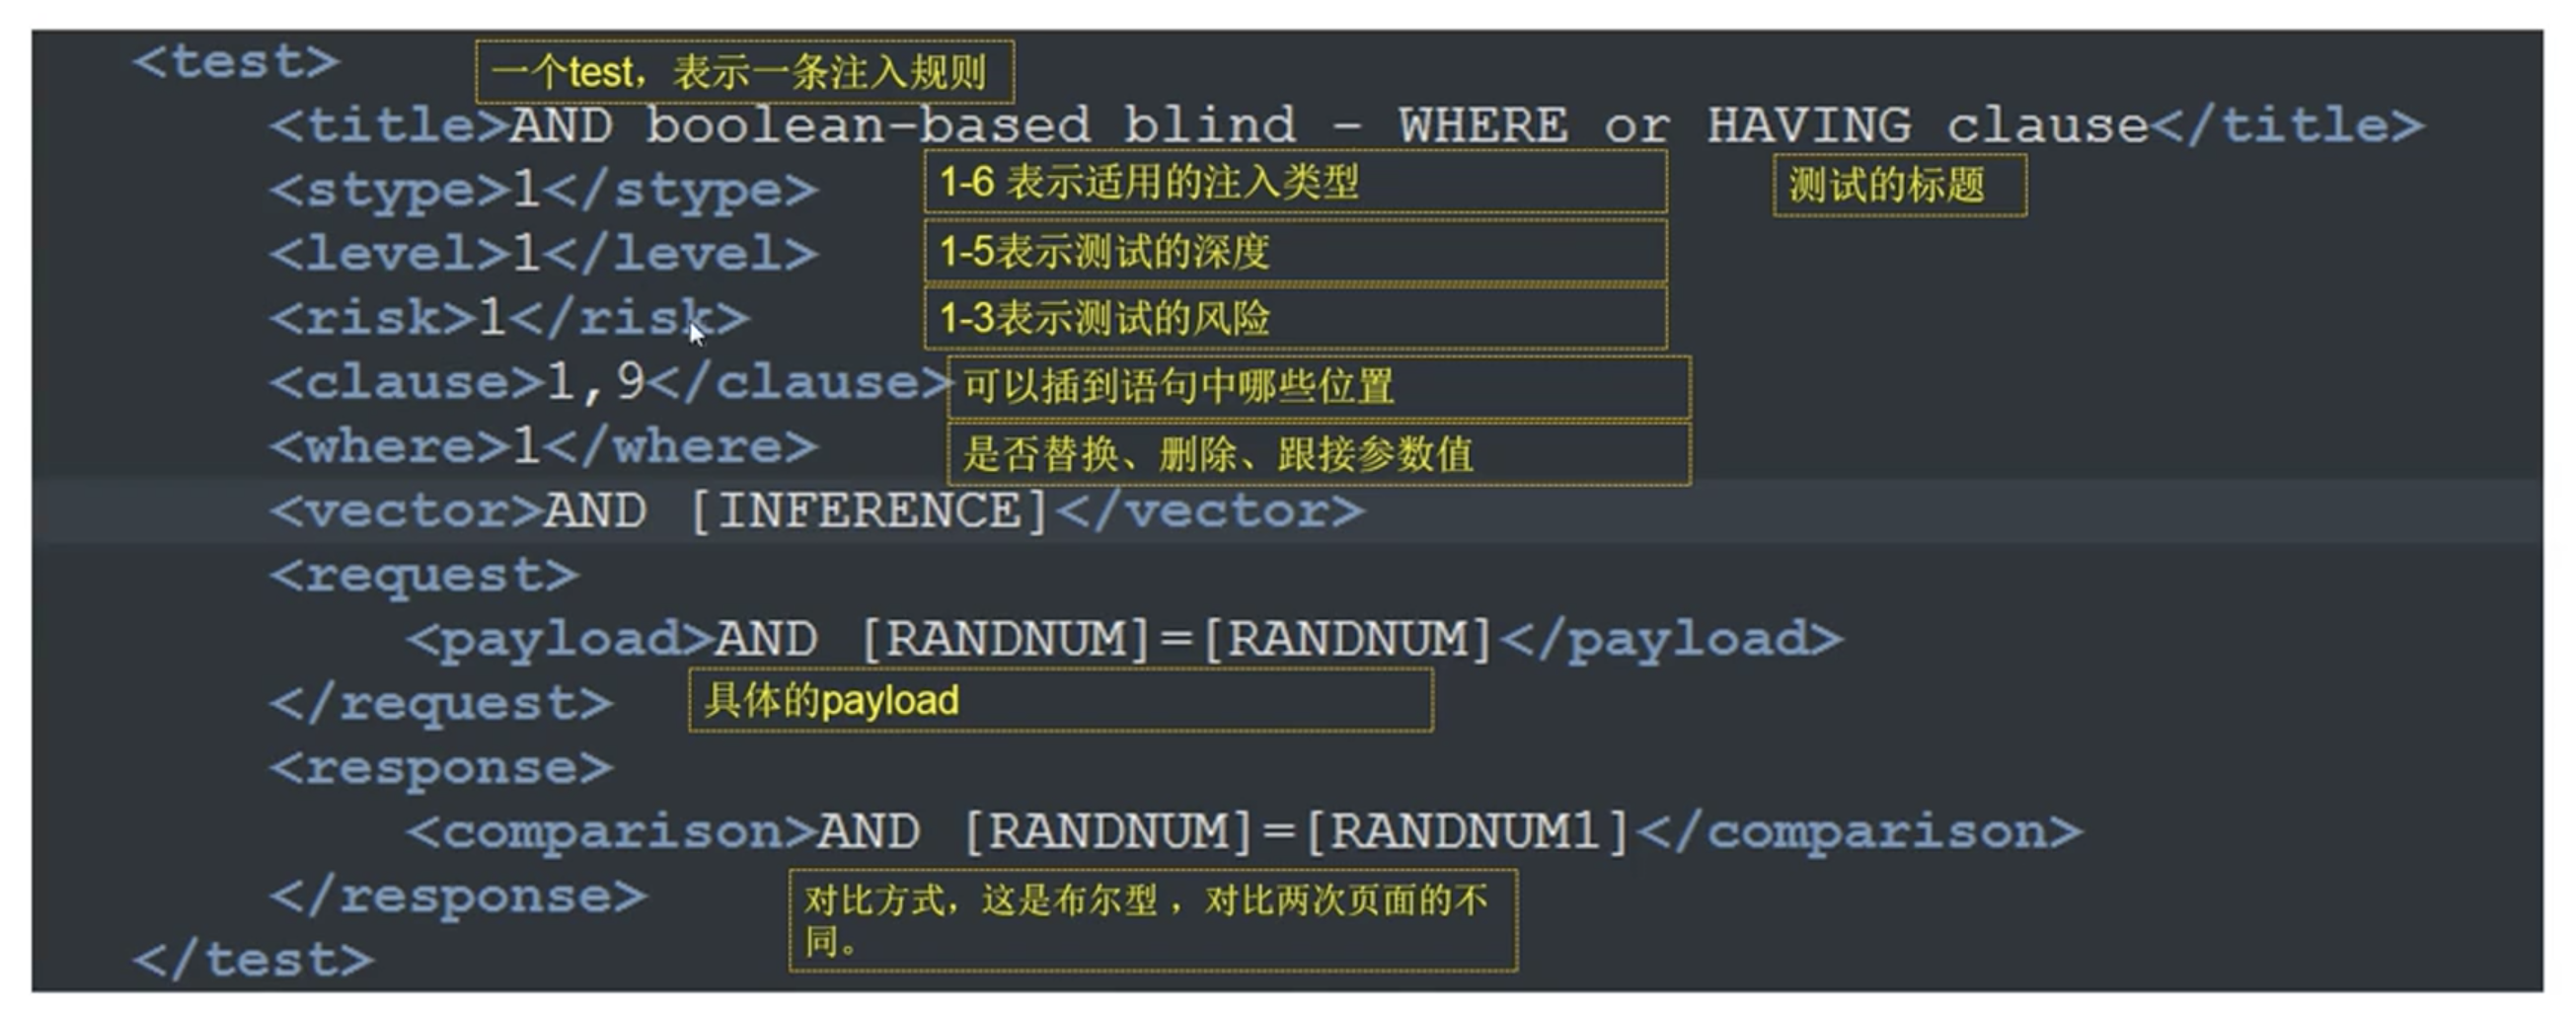 <test>
一个test，表示一条注入规则
<title>AND boolean-based blind - WHERE or HAVING clause</title>
测试的标题
<stype>1</stype>
1-6 表示适用的注入类型
<level>1</level>
1-5表示测试的深度
<risk>1</risk>
1-3表示测试的风险
<clause>1,9</clause>
可以插到语句中哪些位置
<where>1</where>
是否替换、删除、跟接参数值
<vector>AND [INFERENCE]</vector>
<request>
<payload>AND [RANDNUM]=[RANDNUM]</payload>
</request>
具体的payload
<response>
<comparison>AND [RANDNUM]=[RANDNUM1]</comparison>
</response>
对比方式，这是布尔型，对比两次页面的不
同。
</test>